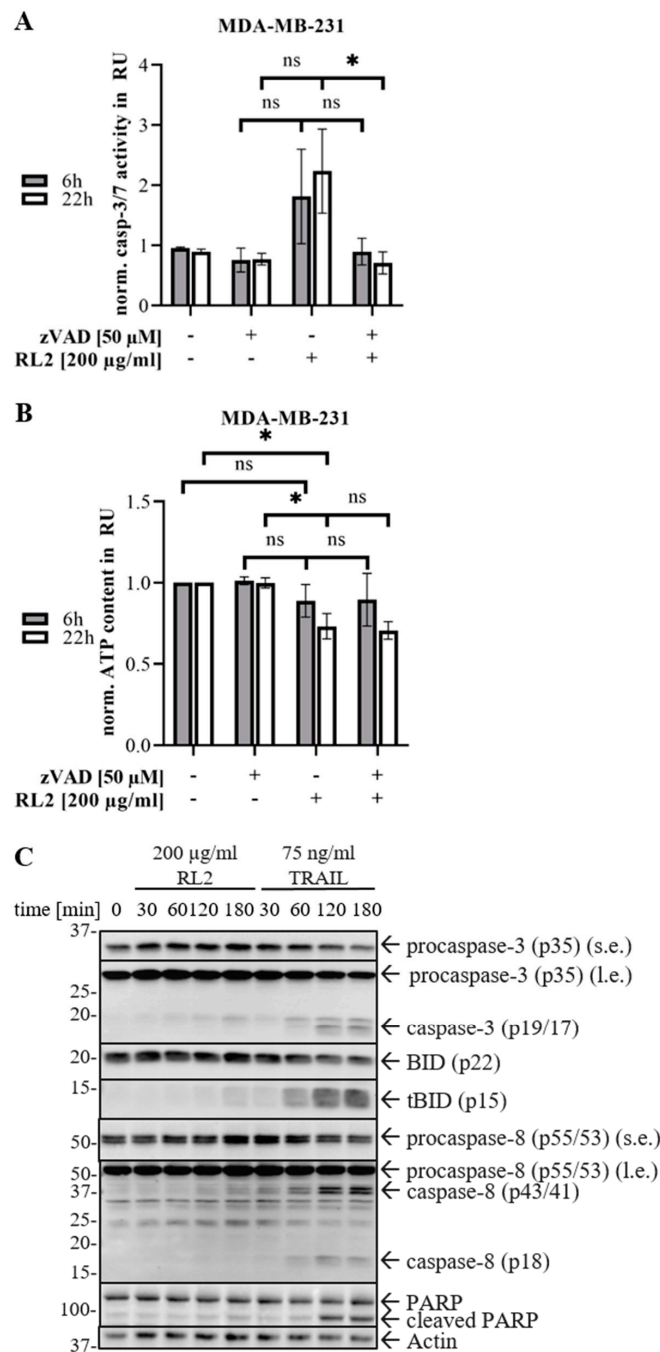 A
MDA-MB-231
ns *
ns ns
norm. casp-3/7 activity in RU
4
3
2
1
0
6h
22h
zVAD [50 µM] - + - +
RL2 [200 µg/ml] - - + +
B
MDA-MB-231
*
ns
* ns
ns ns
norm. ATP content in RU
1.5
1.0
0.5
0.0
6h
22h
zVAD [50 µM] - + - +
RL2 [200 µg/ml] - - + +
C
200 µg/ml 75 ng/ml
RL2 TRAIL
time [min] 0 30 60 120 180 30 60 120 180
37-
← procaspase-3 (p35) (s.e.)
← procaspase-3 (p35) (l.e.)
25-
20-
← caspase-3 (p19/17)
20- ← BID (p22)
15-
← tBID (p15)
50- ← procaspase-8 (p55/53) (s.e.)
50- ← procaspase-8 (p55/53) (l.e.)
37- ← caspase-8 (p43/41)
25-
20-
← caspase-8 (p18)
15-
← PARP
100- ← cleaved PARP
37- ← Actin